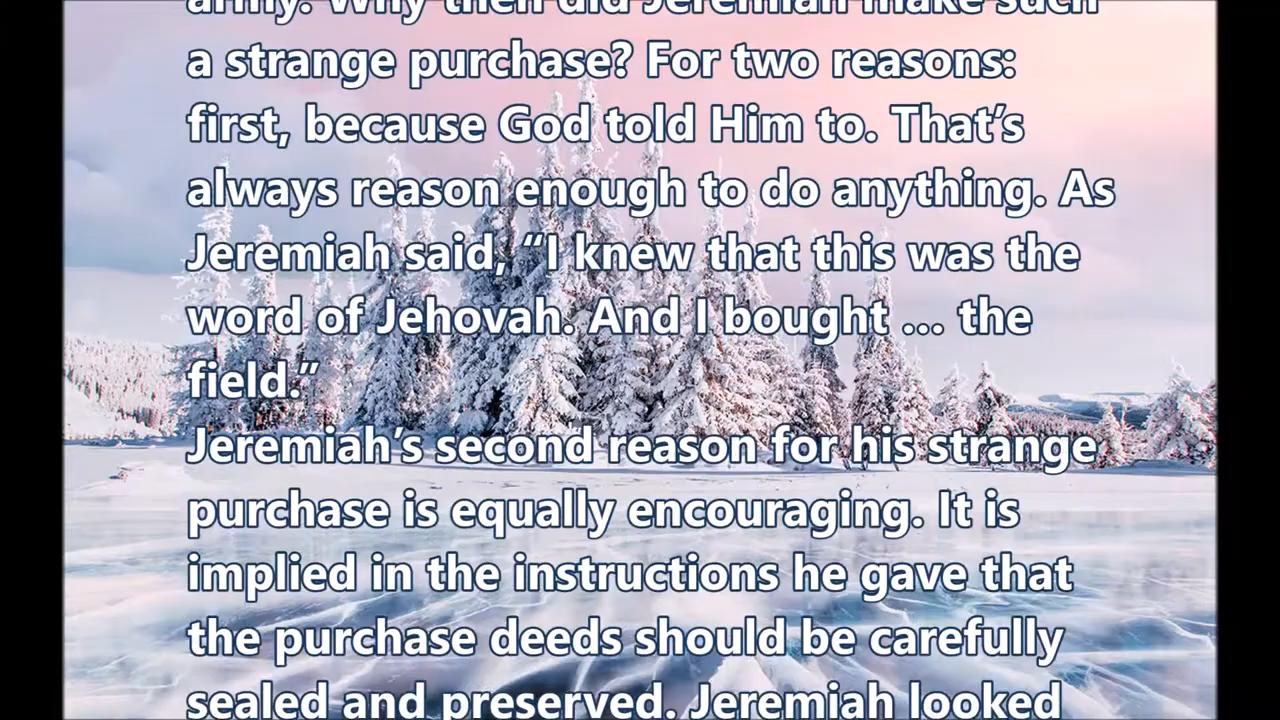 army. Why then did Jeremiah make such
a strange purchase? For two reasons:
first, because God told Him to. That’s
always reason enough to do anything. As
Jeremiah said, “I knew that this was the
word of Jehovah. And I bought … the
field.”
Jeremiah’s second reason for his strange
purchase is equally encouraging. It is
implied in the instructions he gave that
the purchase deeds should be carefully
sealed and preserved. Jeremiah looked